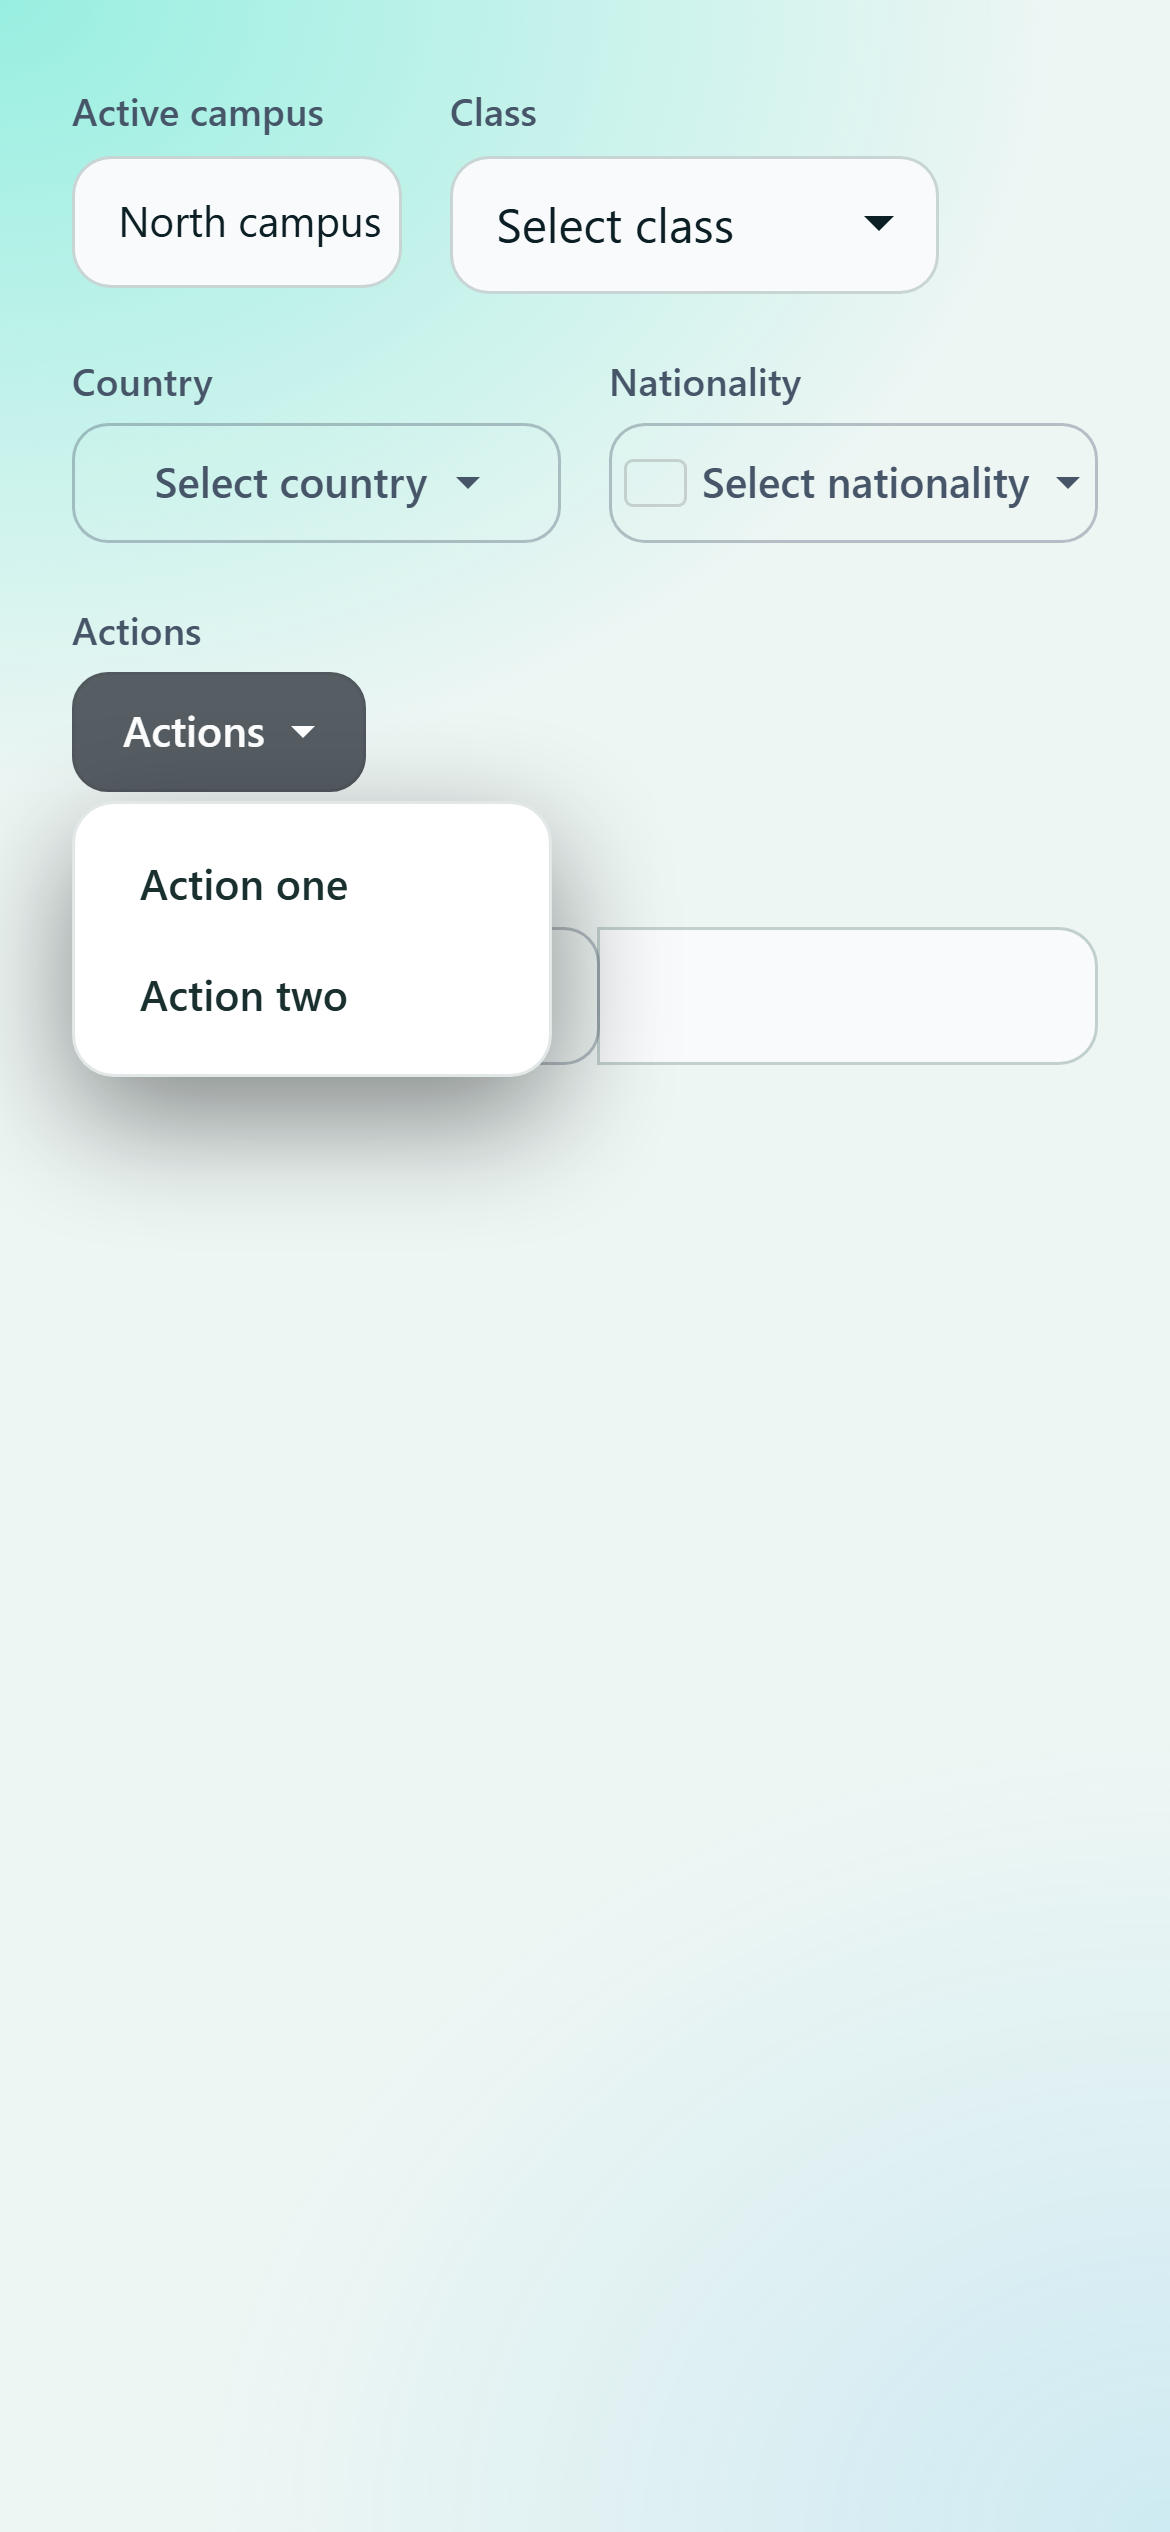 Active campus Class
North campus Select class
Country Nationality
Select country Select nationality
Actions
Actions
Action one
Action two